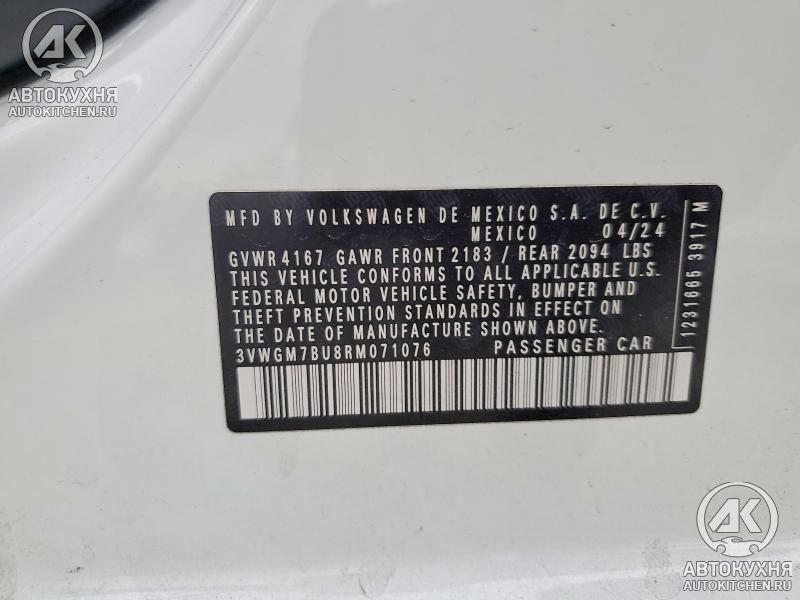 АК
АВТОКУХНЯ
AUTOKITCHEN.RU
MFD BY VOLKSWAGEN DE MEXICO S.A. DE C.V.
MEXICO 04/24
GVWR 4167 GAWR FRONT 2183 / REAR 2094 LBS
THIS VEHICLE CONFORMS TO ALL APPLICABLE U.S.
FEDERAL MOTOR VEHICLE SAFETY, BUMPER AND
THEFT PREVENTION STANDARDS IN EFFECT ON
THE DATE OF MANUFACTURE SHOWN ABOVE.
3VWGM7BU8RM071076 PASSENGER CAR
1231665 3917 M
АК
АВТОКУХНЯ
AUTOKITCHEN.RU